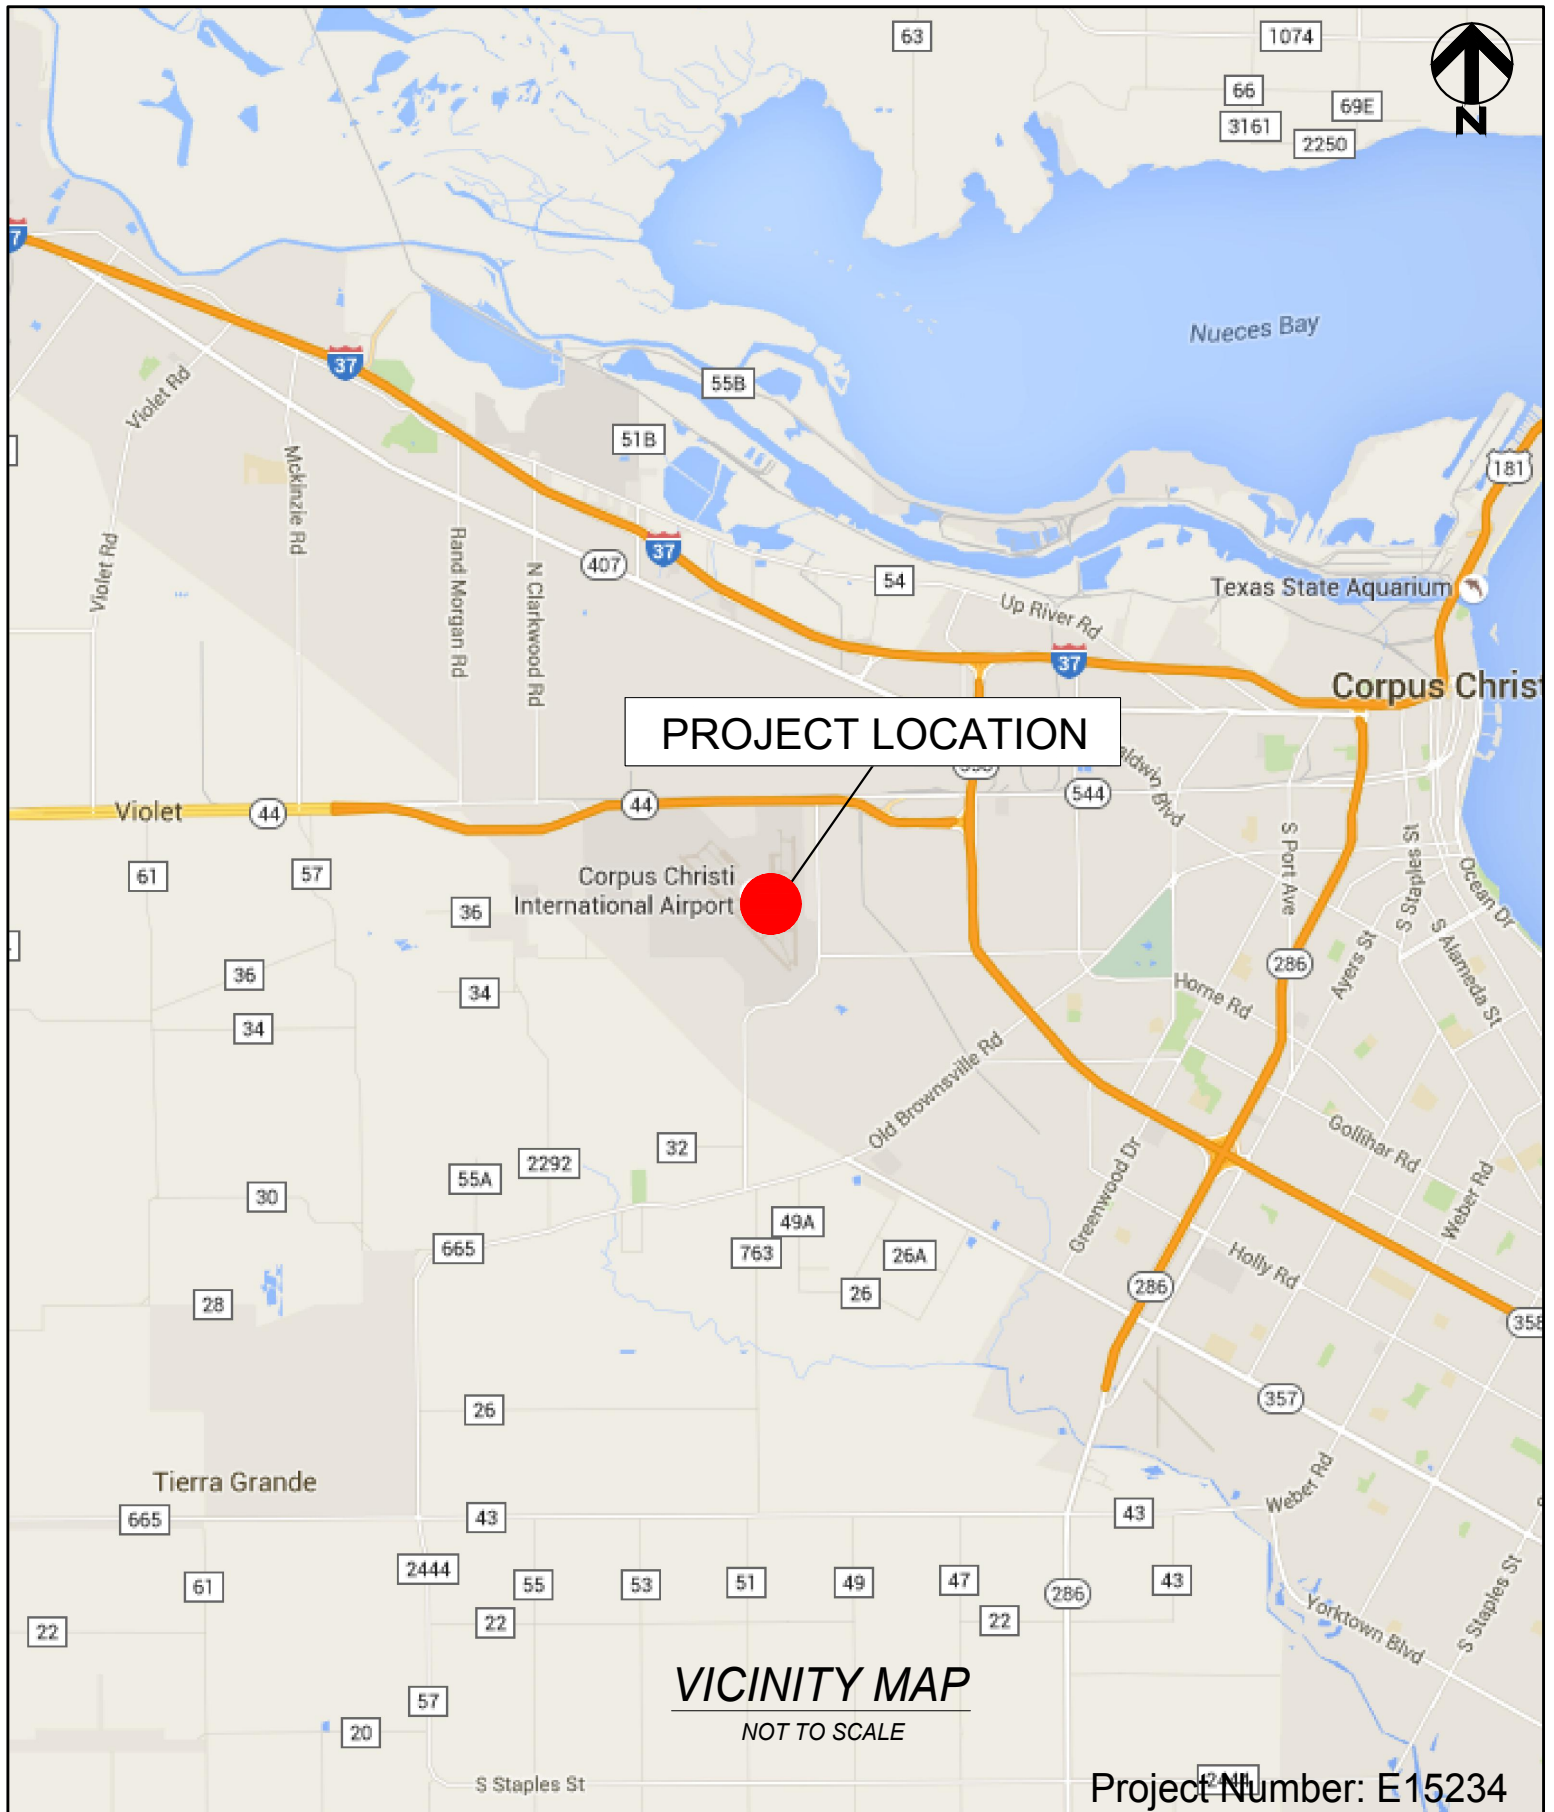 63
1074
66
69E
3161
2250
N
7
Nueces Bay
37
Violet Rd
55B
51B
181
Mckinzie Rd
Rand Morgan Rd
Violet Rd
N Clarkwood Rd
407
37
54
Texas State Aquarium
Up River Rd
37
Corpus Christ
PROJECT LOCATION
544
Violet
44
44
S Port Ave
S Staples St
Ocean Dr
61
57
Corpus Christi
International Airport
36
36
34
34
286
Ayers St
S Alameda St
Horne Rd
Old Brownsville Rd
Gollihar Rd
32
2292
55A
30
Greenwood Dr
Weber Rd
49A
665
763
26A
Holly Rd
28
26
286
358
26
357
Tierra Grande
Weber Rd
665
43
43
2444
61
55
53
51
49
47
286
43
22
22
22
Yorktown Blvd
S Staples St
VICINITY MAP
NOT TO SCALE
57
20
S Staples St
Project Number: E15234